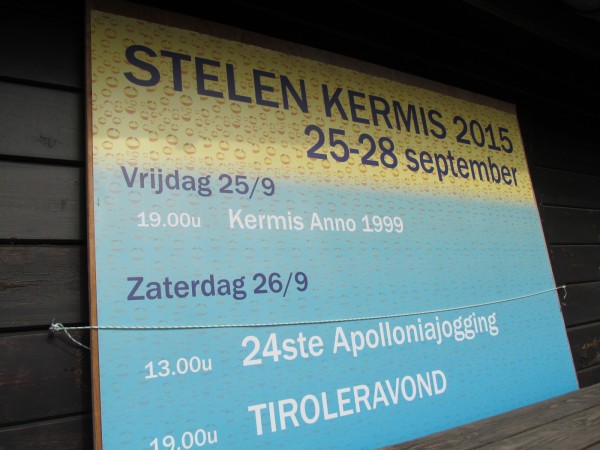 STELEN KERMIS 2015
25-28 september
Vrijdag 25/9
19.00u Kermis Anno 1999
Zaterdag 26/9
13.00u 24ste Apolloniajogging
19.00u TIROLERAVOND